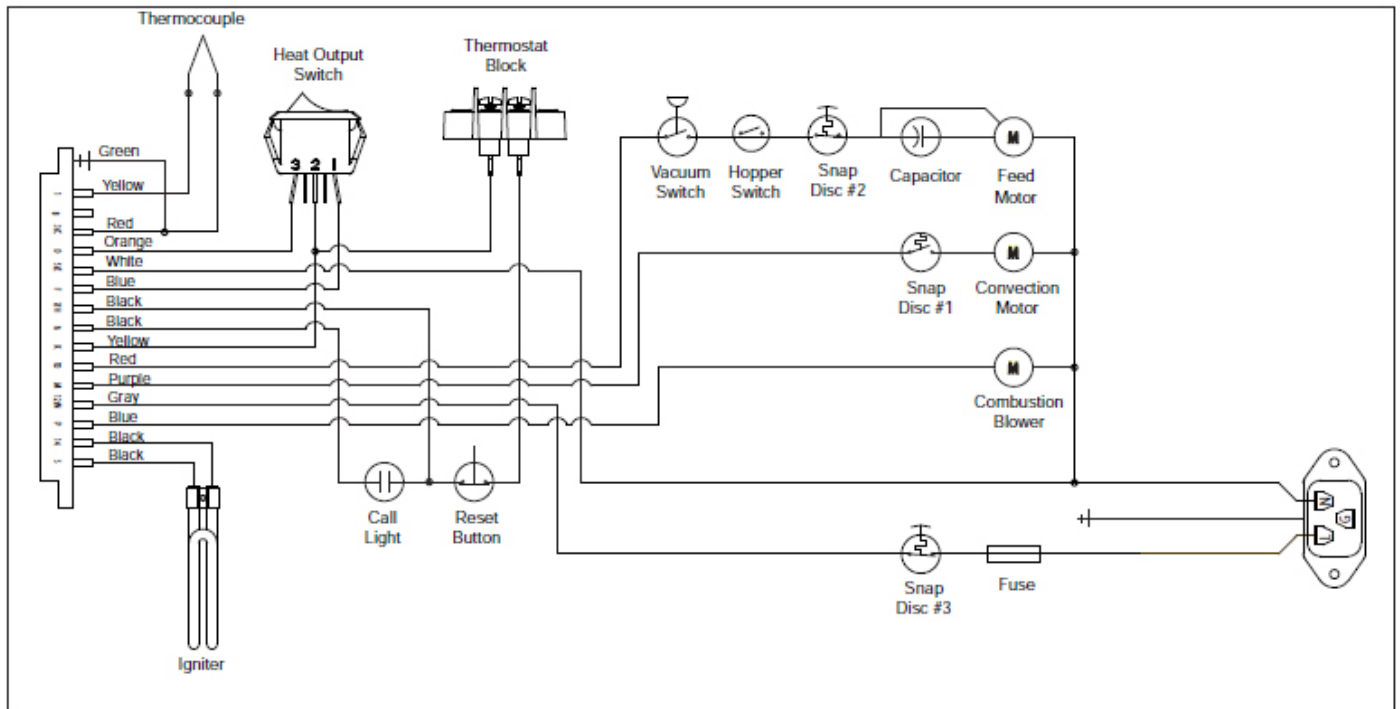 Thermocouple
Heat Output
Switch
Thermostat
Block
3 2 1
Vacuum
Switch
Hopper
Switch
Snap
Disc #2
Capacitor
M
Feed
Motor
Green
Yellow
Red
Orange
White
Blue
Black
Black
Yellow
Red
Purple
Gray
Blue
Black
Black
Snap
Disc #1
M
Convection
Motor
M
Combustion
Blower
Call
Light
Reset
Button
Snap
Disc #3
Fuse
N
G
L
Igniter